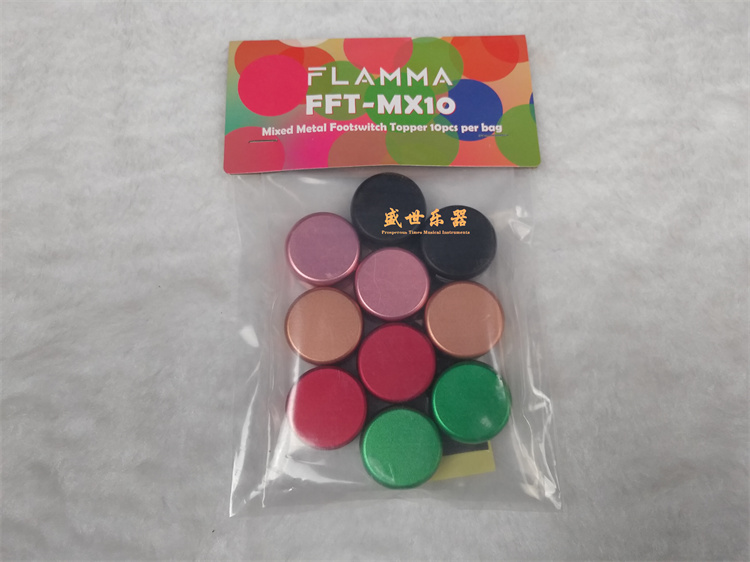 FLAMMA
FFT-MX10
Mixed Metal Footswitch Topper 10pcs per bag
盛世乐器
Prosperous Times Musical Instruments